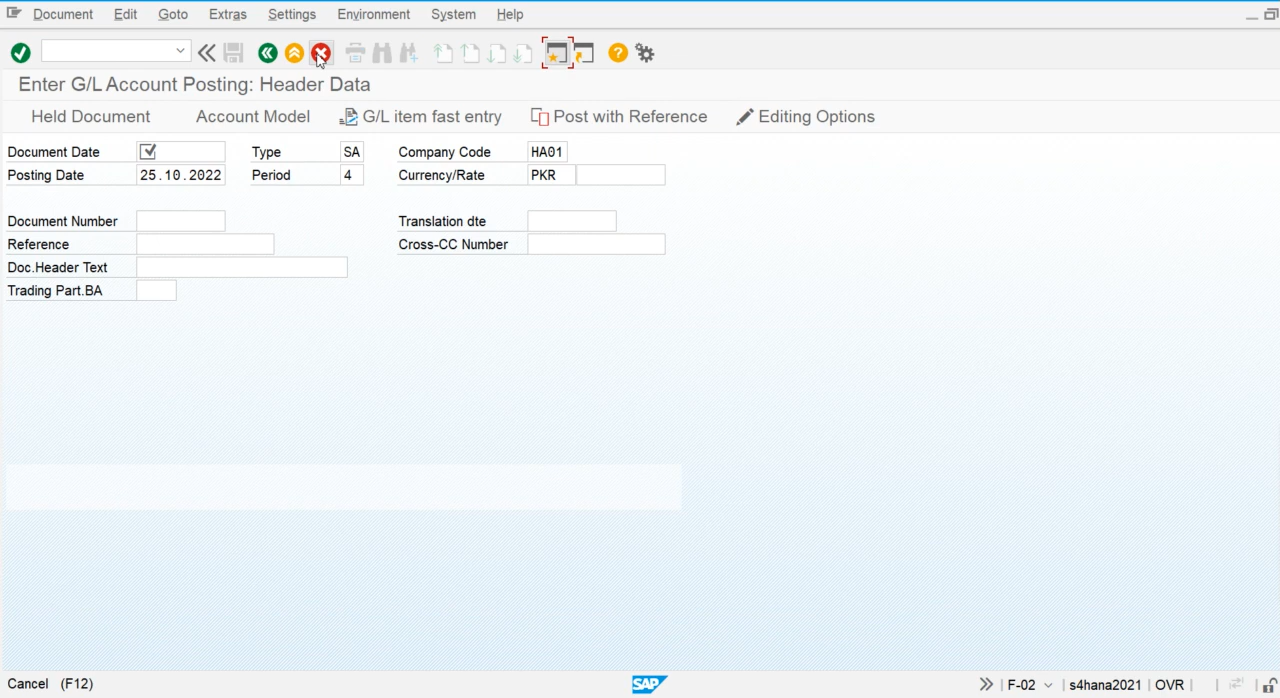 Document Edit Goto Extras Settings Environment System Help
Enter G/L Account Posting: Header Data
Held Document Account Model G/L item fast entry Post with Reference Editing Options
Document Date Type SA Company Code HA01
Posting Date 25.10.2022 Period 4 Currency/Rate PKR
Document Number Translation dte
Reference Cross-CC Number
Doc.Header Text
Trading Part.BA
Cancel (F12) SAP F-02 s4hana2021 OVR